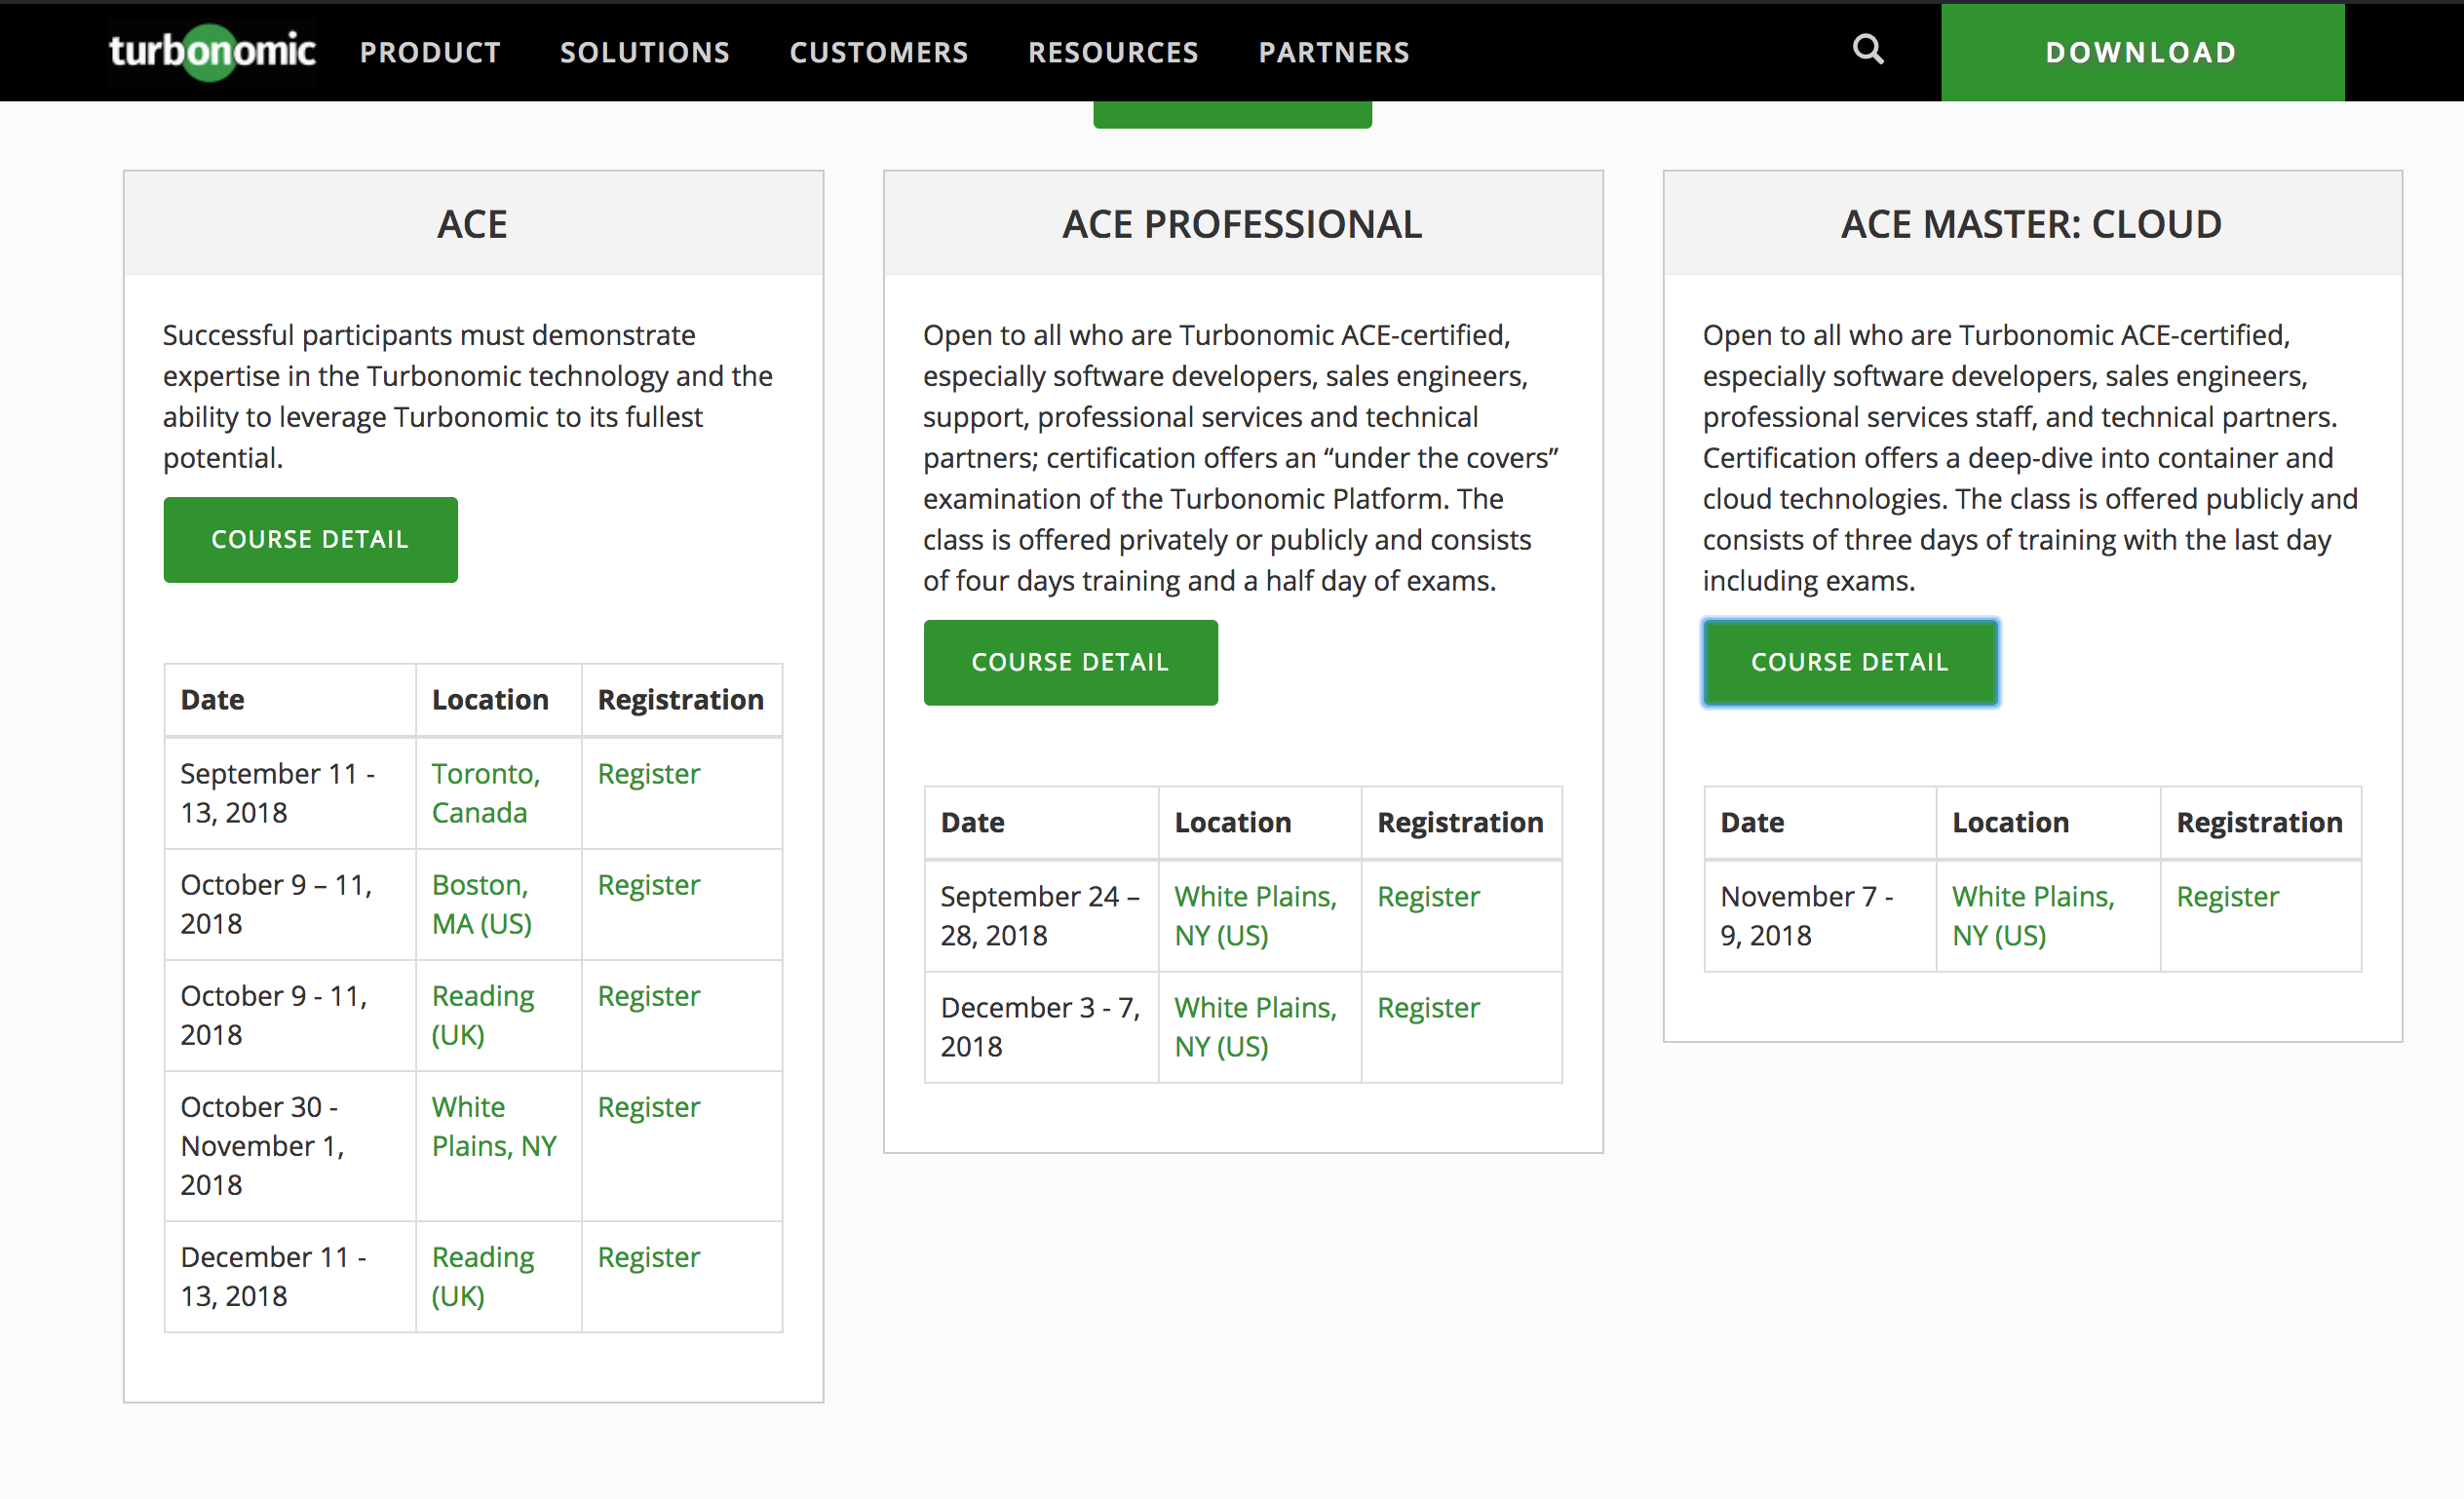 turbonomic PRODUCT SOLUTIONS CUSTOMERS RESOURCES PARTNERS DOWNLOAD
ACE
Successful participants must demonstrate
expertise in the Turbonomic technology and the
ability to leverage Turbonomic to its fullest
potential.
COURSE DETAIL
Date Location Registration
September 11 - Toronto, Register
13, 2018 Canada
October 9 – 11, Boston, Register
2018 MA (US)
October 9 - 11, Reading Register
2018 (UK)
October 30 - White Register
November 1, Plains, NY
2018
December 11 - Reading Register
13, 2018 (UK)
ACE PROFESSIONAL
Open to all who are Turbonomic ACE-certified,
especially software developers, sales engineers,
support, professional services and technical
partners; certification offers an “under the covers”
examination of the Turbonomic Platform. The
class is offered privately or publicly and consists
of four days training and a half day of exams.
COURSE DETAIL
Date Location Registration
September 24 – White Plains, Register
28, 2018 NY (US)
December 3 - 7, White Plains, Register
2018 NY (US)
ACE MASTER: CLOUD
Open to all who are Turbonomic ACE-certified,
especially software developers, sales engineers,
professional services staff, and technical partners.
Certification offers a deep-dive into container and
cloud technologies. The class is offered publicly and
consists of three days of training with the last day
including exams.
COURSE DETAIL
Date Location Registration
November 7 - White Plains, Register
9, 2018 NY (US)